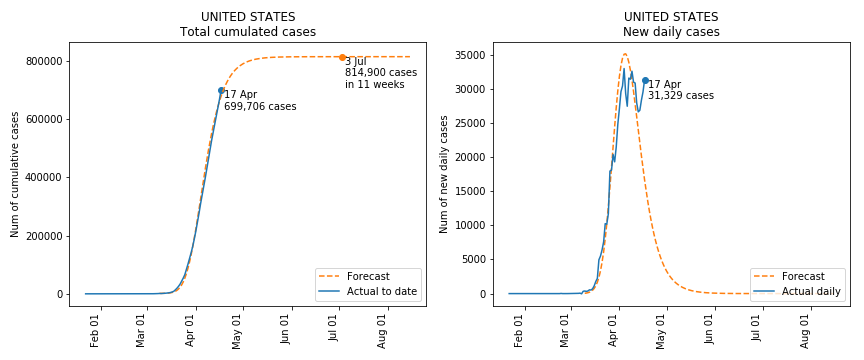 UNITED STATES
Total cumulated cases
Num of cumulative cases
800000
600000
400000
200000
0
3 Jul
814,900 cases
in 11 weeks
17 Apr
699,706 cases
Forecast
Actual to date
Feb 01
Mar 01
Apr 01
May 01
Jun 01
Jul 01
Aug 01
UNITED STATES
New daily cases
Num of new daily cases
35000
30000
25000
20000
15000
10000
5000
0
17 Apr
31,329 cases
Forecast
Actual daily
Feb 01
Mar 01
Apr 01
May 01
Jun 01
Jul 01
Aug 01